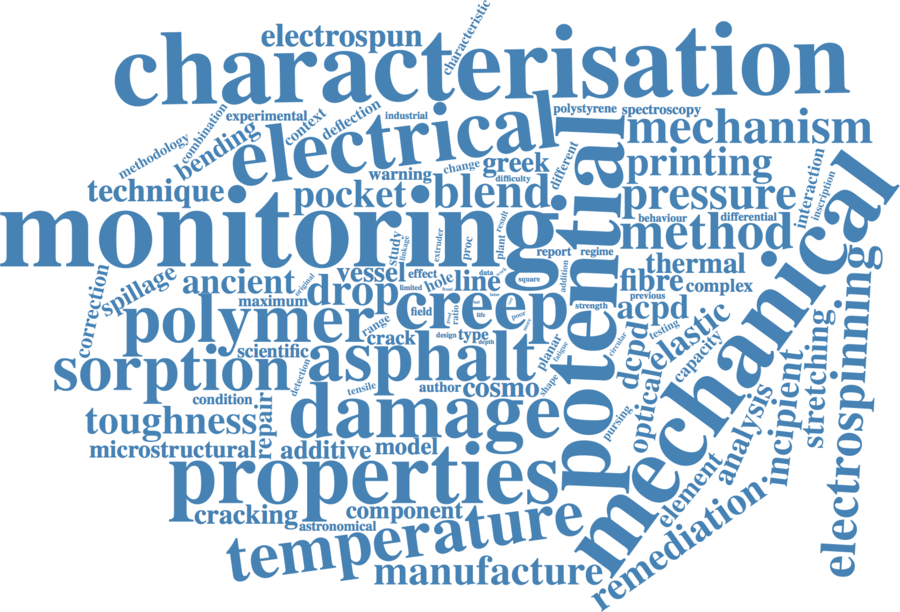 characteristic
electrospun
characterisation
combination
experimental
context
deflection
industrial
polystyrene
spectroscopy
methodology
bending
electrical
different
potential
mechanism
technique
warning
change
greek
difficulty
printing
interaction
inscription
pocket
blend
pressure
mechanical
monitoring
study
linkage
extruder
proc
plant
result
behaviour
differential
method
report
regime
correction
spillage
ancient
original
vessel
effect
hole
line
data
square
addition
thermal
fibre
complex
electrospinning
maximum
drop
limited
creep
previous
strength
acpd
polymer
range
field
ratio
life
poor
crack
design
type
depth
planar
fatigue
circular
dcpd
testing
elastic
capacity
stretching
scientific
asphalt
sorption
detection
tensile
author
cosmo
shape
optical
incipient
condition
repair
damage
pursing
analysis
toughness
microstructural
additive
model
properties
element
component
cracking
astronomical
temperature
remediation
manufacture